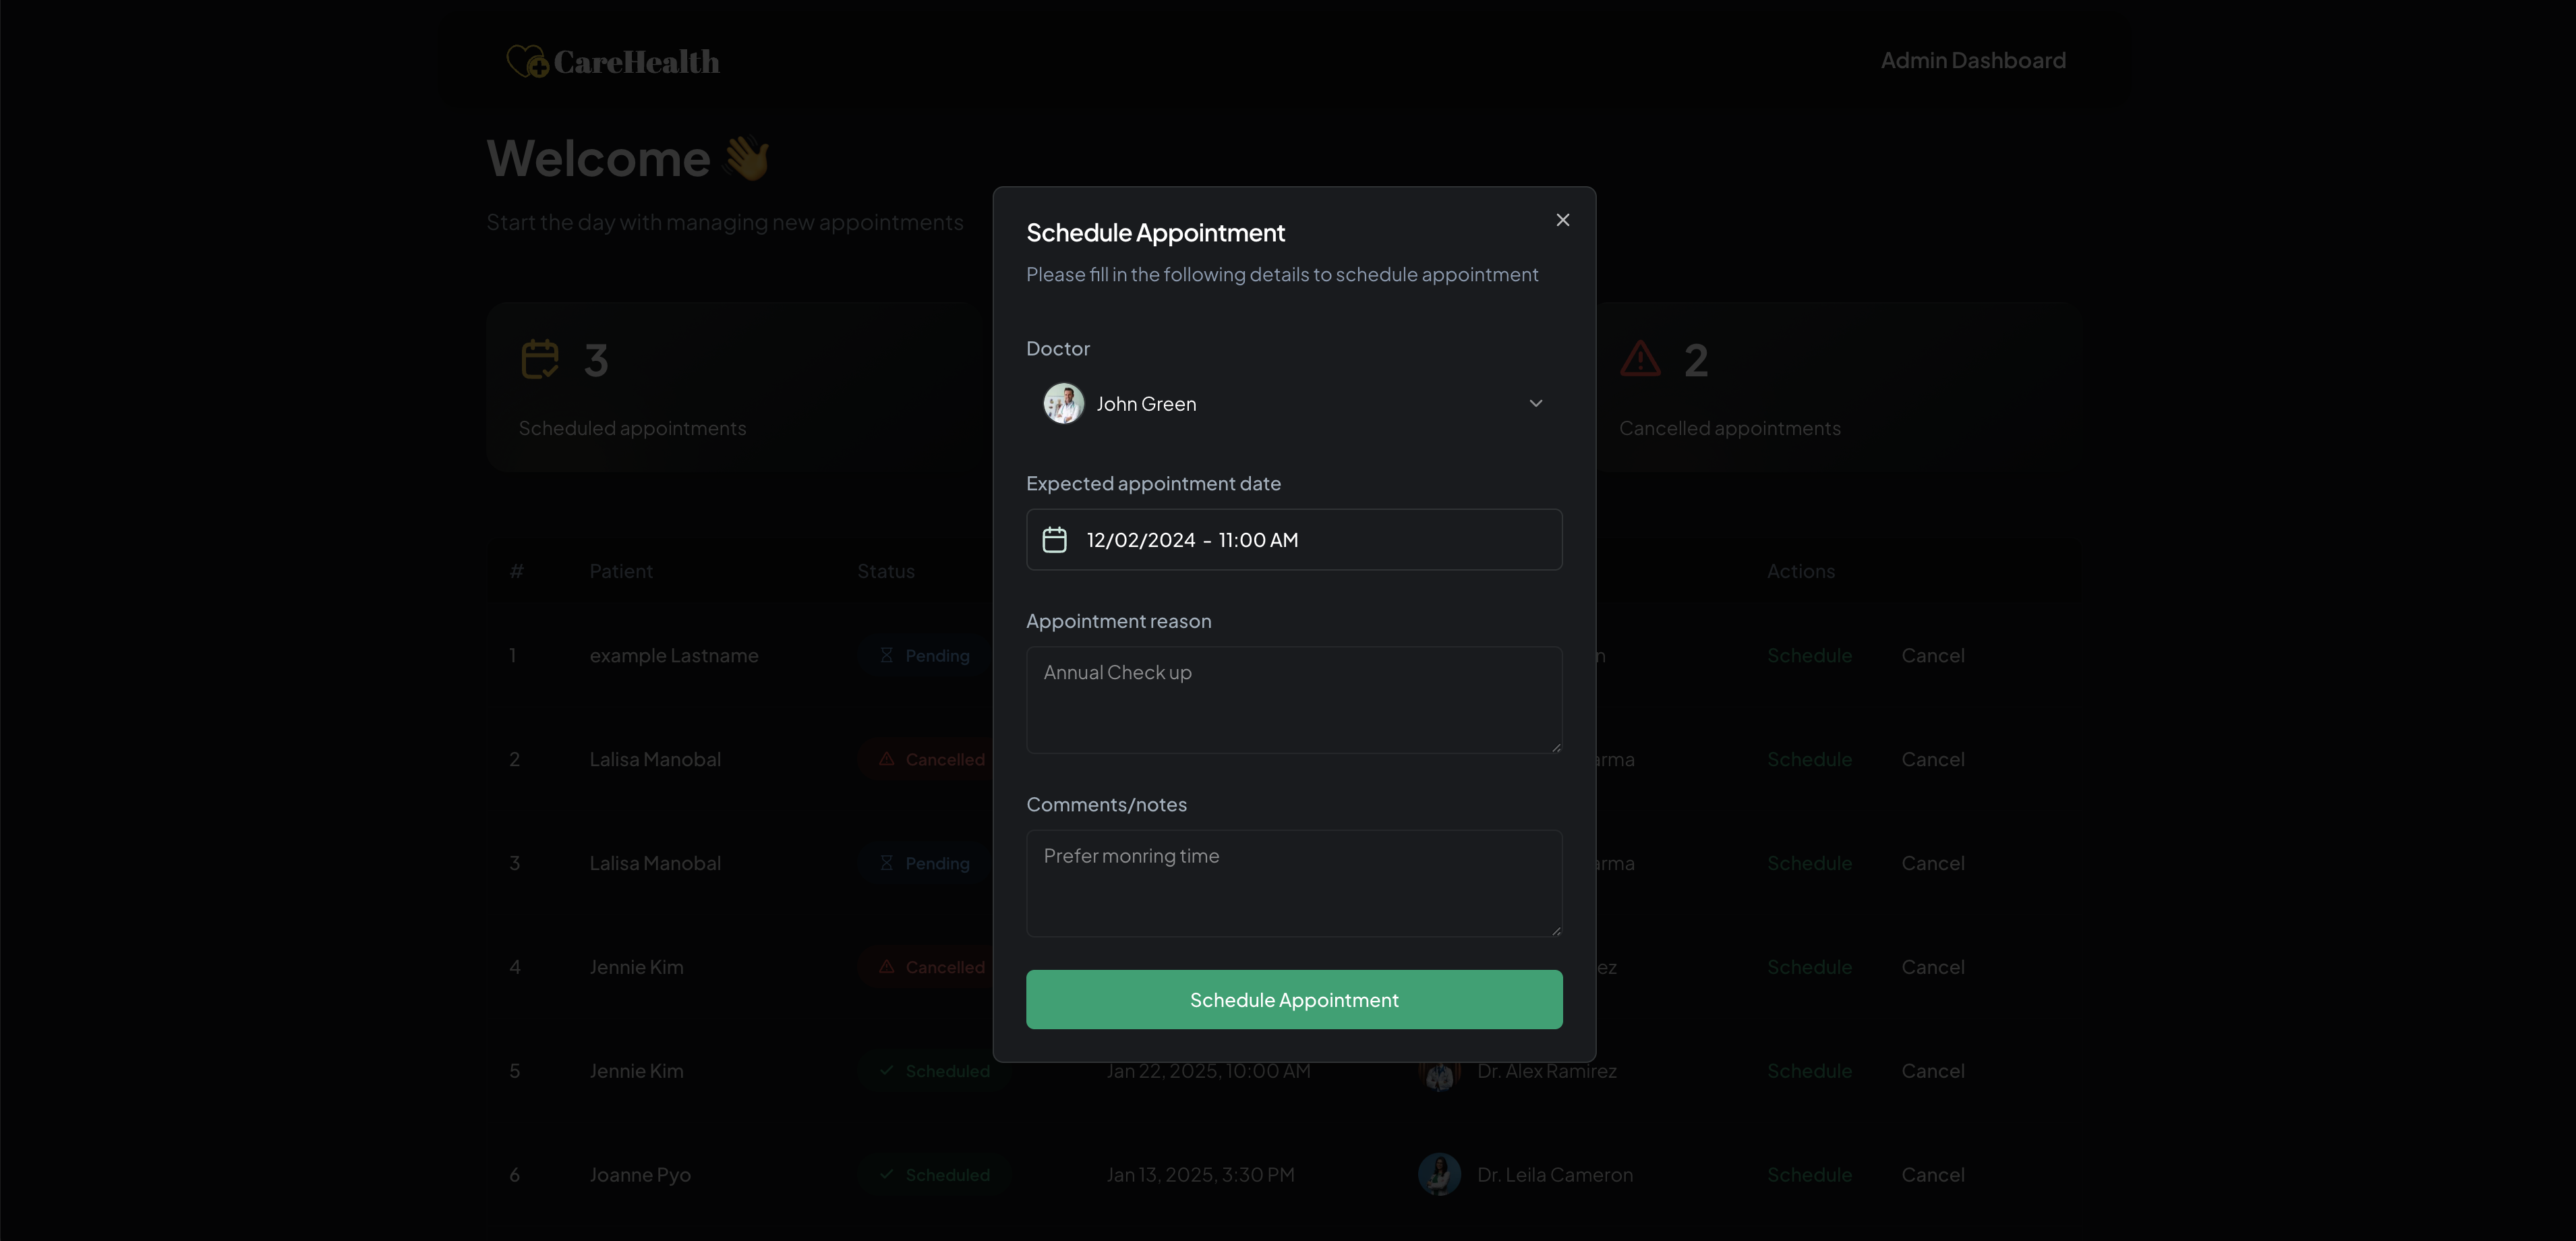 CareHealth
Admin Dashboard
Welcome 👋
Start the day with managing new appointments
3
Scheduled appointments
2
Cancelled appointments
Schedule Appointment
Please fill in the following details to schedule appointment
Doctor
John Green
Expected appointment date
12/02/2024 - 11:00 AM
Appointment reason
Annual Check up
Comments/notes
Prefer monring time
Schedule Appointment
# Patient Status Actions
1 example Lastname Pending Schedule Cancel
2 Lalisa Manobal Cancelled Schedule Cancel
3 Lalisa Manobal Pending Schedule Cancel
4 Jennie Kim Cancelled Schedule Cancel
5 Jennie Kim Scheduled Jan 22, 2025, 10:00 AM Dr. Alex Ramirez Schedule Cancel
6 Joanne Pyo Scheduled Jan 13, 2025, 3:30 PM Dr. Leila Cameron Schedule Cancel